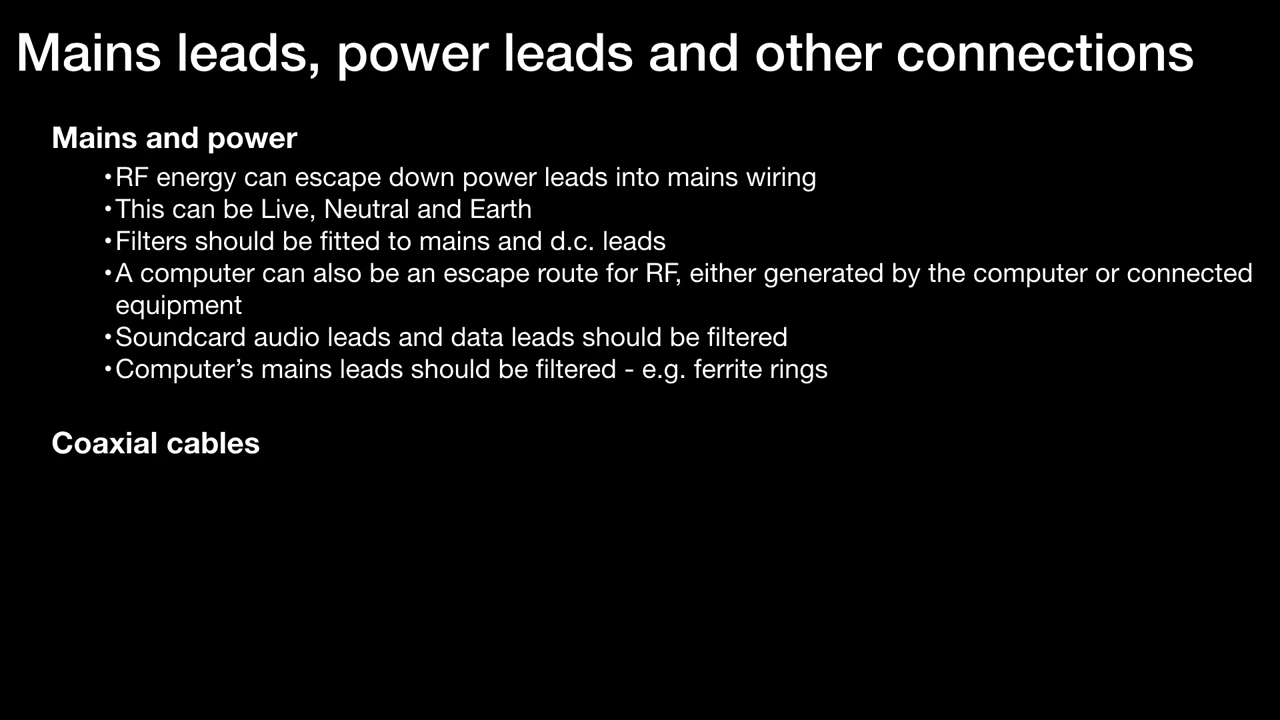 Mains leads, power leads and other connections
Mains and power
•RF energy can escape down power leads into mains wiring
•This can be Live, Neutral and Earth
•Filters should be fitted to mains and d.c. leads
•A computer can also be an escape route for RF, either generated by the computer or connected
equipment
•Soundcard audio leads and data leads should be filtered
•Computer’s mains leads should be filtered - e.g. ferrite rings
Coaxial cables